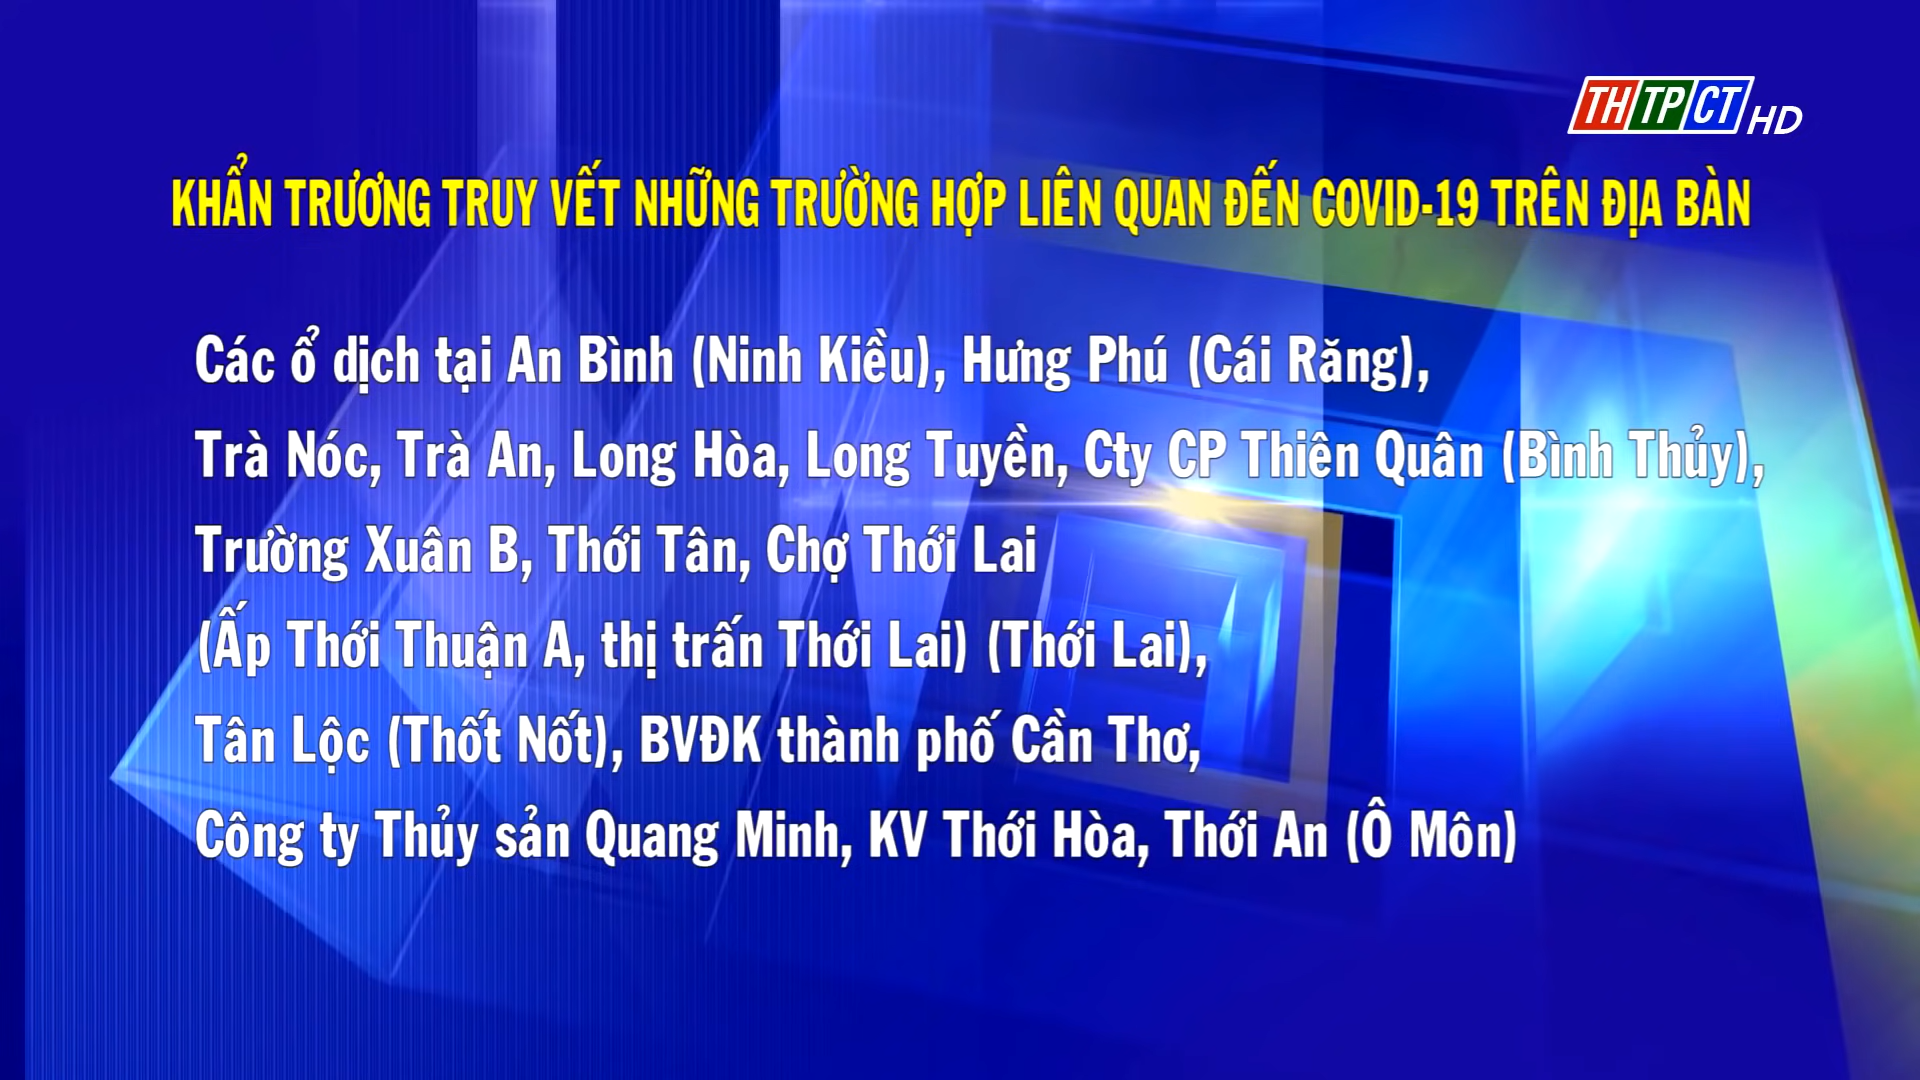 THTPCT HD
KHẨN TRƯƠNG TRUY VẾT NHỮNG TRƯỜNG HỢP LIÊN QUAN ĐẾN COVID-19 TRÊN ĐỊA BÀN
Các ổ dịch tại An Bình (Ninh Kiều), Hưng Phú (Cái Răng),
Trà Nóc, Trà An, Long Hòa, Long Tuyền, Cty CP Thiên Quân (Bình Thủy),
Trường Xuân B, Thới Tân, Chợ Thới Lai
(Ấp Thới Thuận A, thị trấn Thới Lai) (Thới Lai),
Tân Lộc (Thốt Nốt), BVĐK thành phố Cần Thơ,
Công ty Thủy sản Quang Minh, KV Thới Hòa, Thới An (Ô Môn)